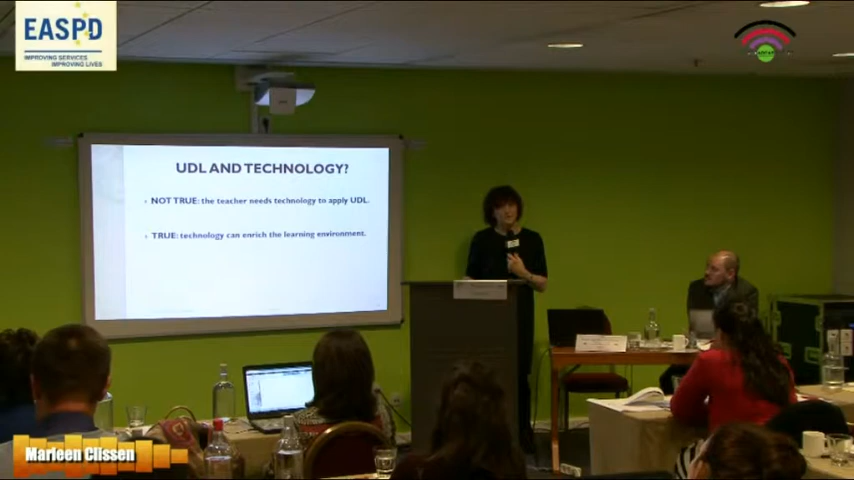 EASPD
IMPROVING SERVICES
IMPROVING LIVES
UDL AND TECHNOLOGY?
• NOT TRUE: the teacher needs technology to apply UDL.
• TRUE: technology can enrich the learning environment.
Marleen Clissen